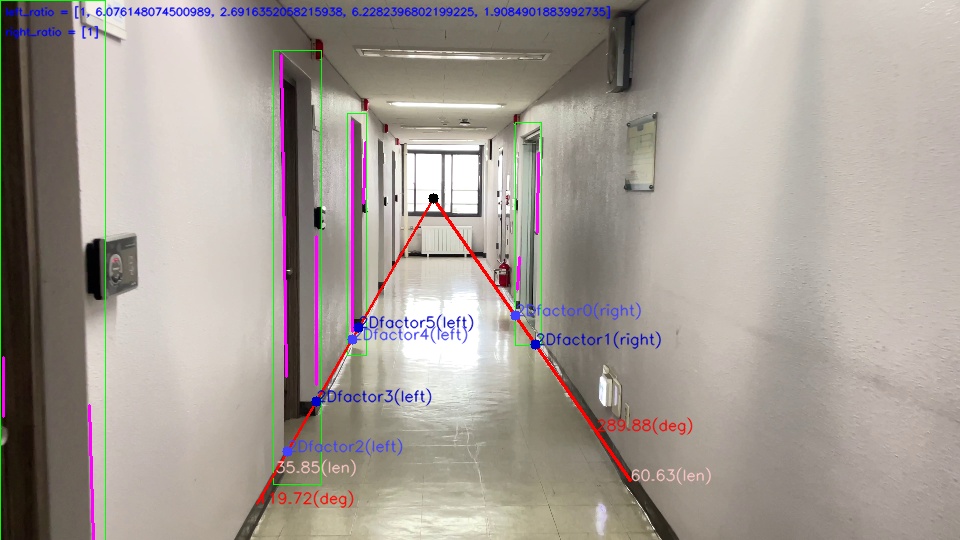 left_ratio = [1, 6.076148074500989, 2.6916352058215938, 6.2282396802199225, 1.9084901883992735]
right_ratio = [1]
2Dfactor0(right)
2Dfactor5(left)
2Dfactor4(left)
2Dfactor1(right)
2Dfactor3(left)
289.88(deg)
2Dfactor2(left)
35.85(len)
60.63(len)
19.72(deg)